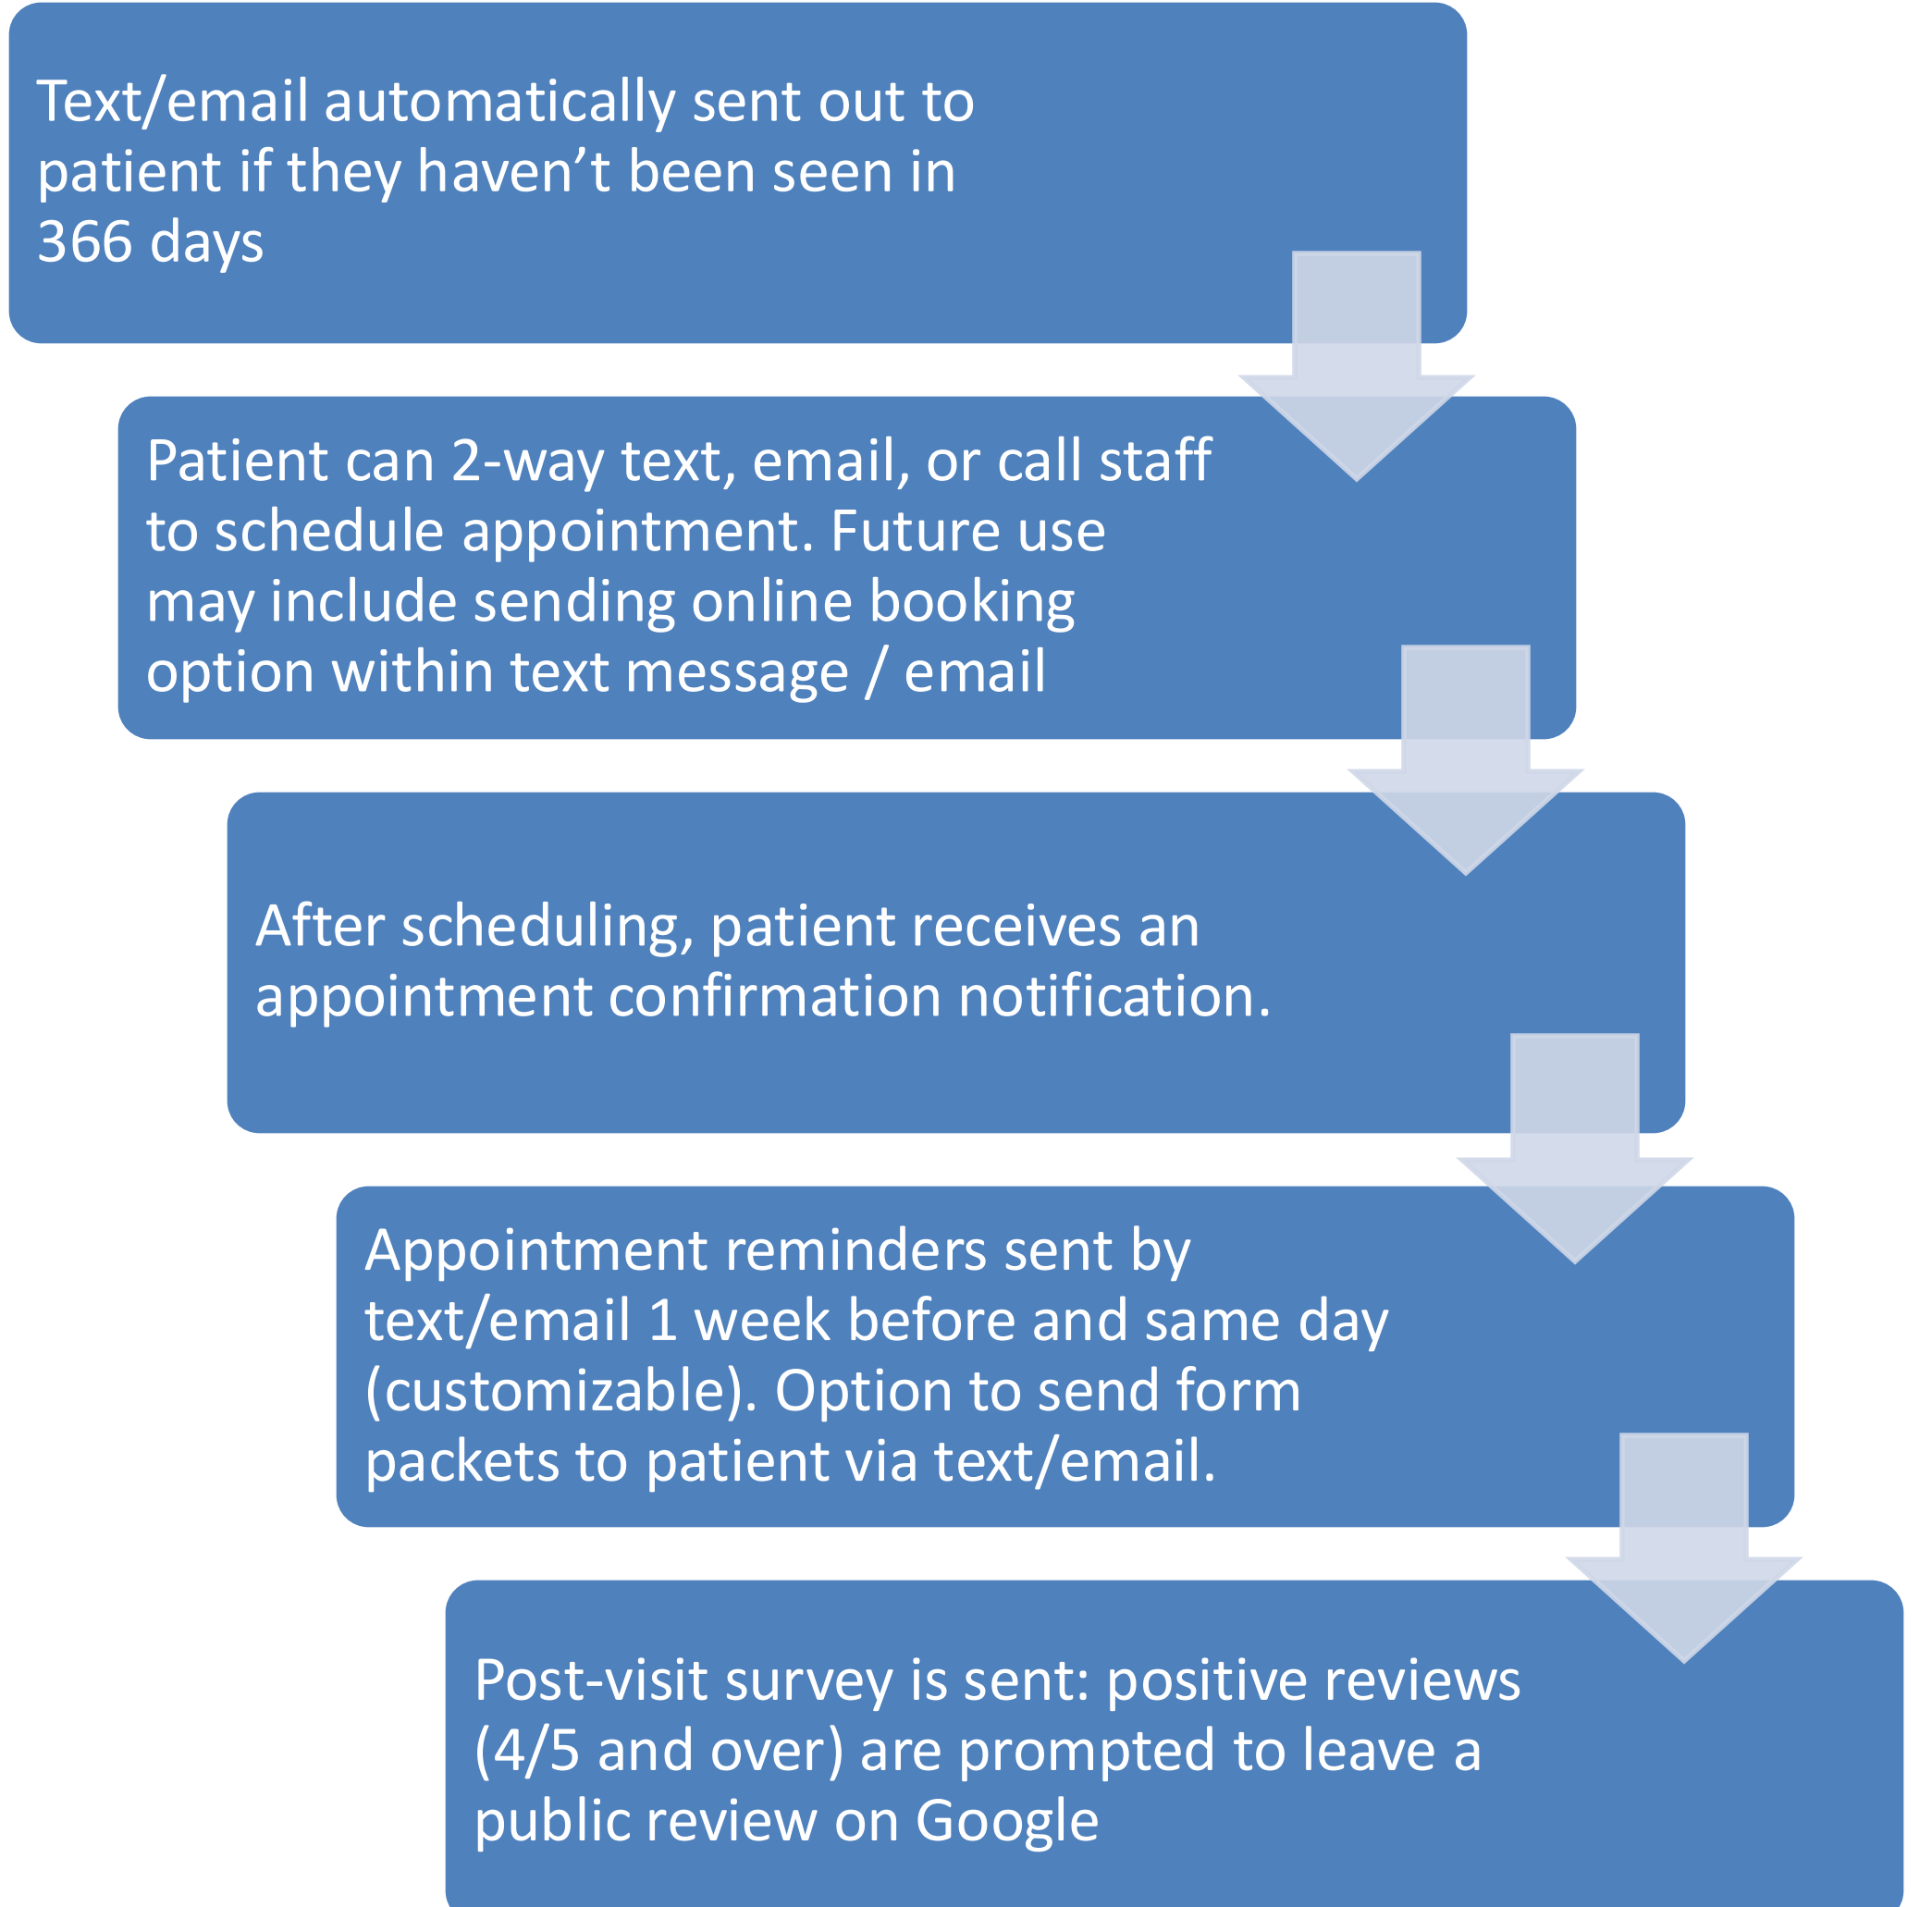 Text/email automatically sent out to
patient if they haven’t been seen in
366 days
Patient can 2-way text, email, or call staff
to schedule appointment. Future use
may include sending online booking
option within text message / email
After scheduling, patient receives an
appointment confirmation notification.
Appointment reminders sent by
text/email 1 week before and same day
(customizable). Option to send form
packets to patient via text/email.
Post-visit survey is sent: positive reviews
(4/5 and over) are prompted to leave a
public review on Google